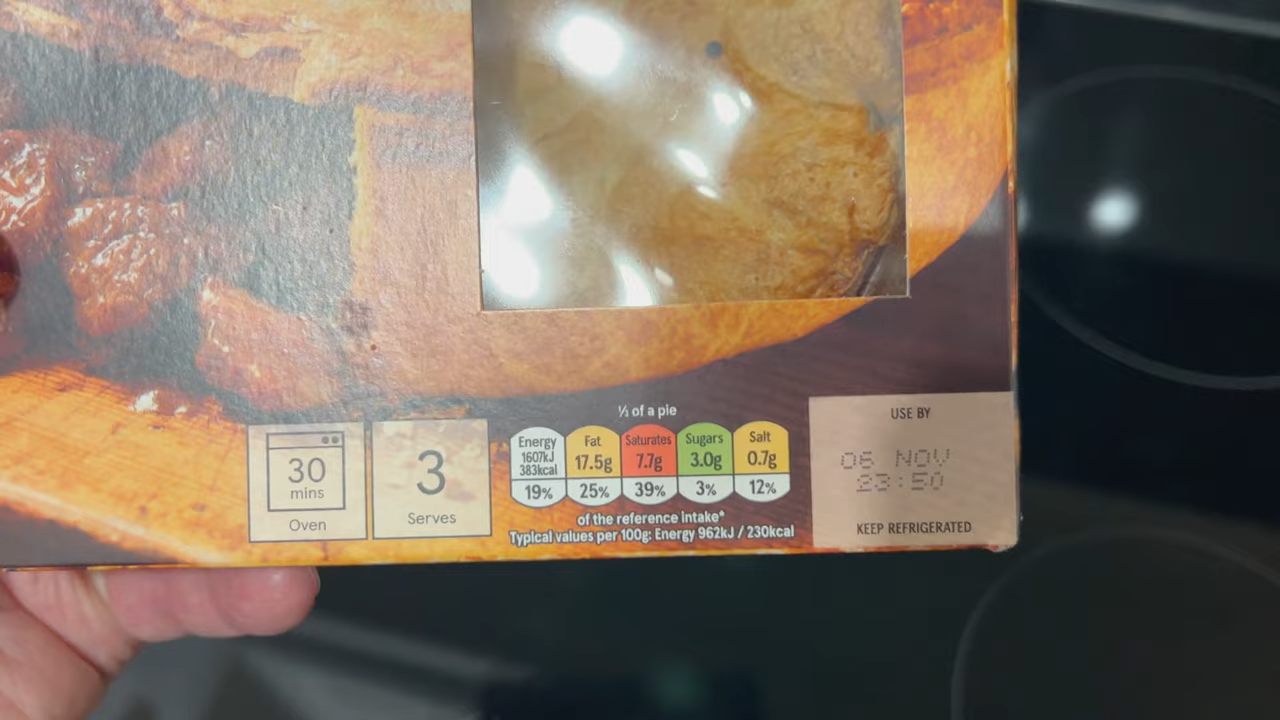 30
mins
Oven
3
Serves
⅓ of a pie
Energy
1607kJ
383kcal
19%
Fat
17.5g
25%
Saturates
7.7g
39%
Sugars
3.0g
3%
Salt
0.7g
12%
of the reference intake*
Typical values per 100g: Energy 962kJ / 230kcal
USE BY
06 NOV
23:50
KEEP REFRIGERATED